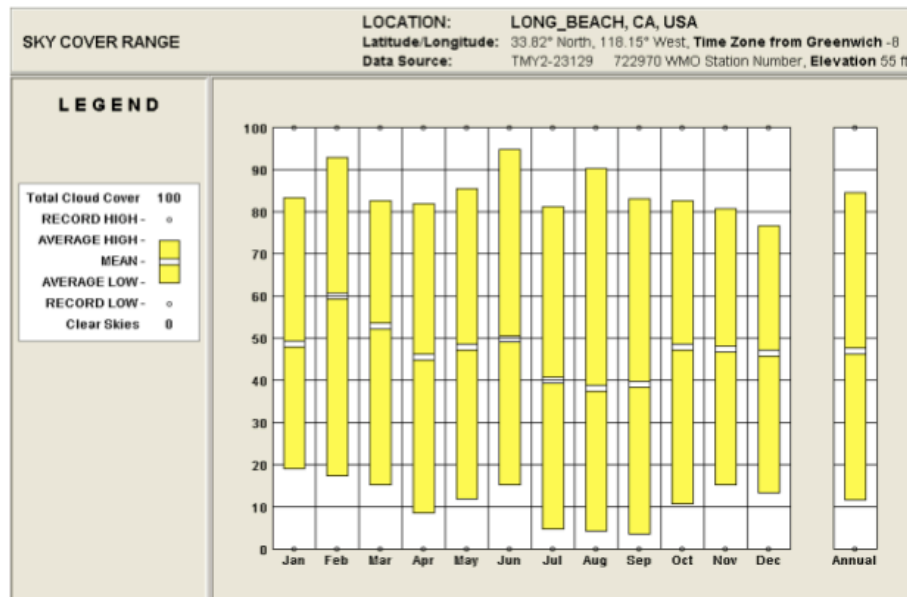 SKY COVER RANGE
LOCATION: LONG_BEACH, CA, USA
Latitude/Longitude: 33.82° North, 118.15° West, Time Zone from Greenwich -8
Data Source: TMY2-23129 722970 WMO Station Number, Elevation 55 ft
LEGEND
Total Cloud Cover 100
RECORD HIGH -
AVERAGE HIGH -
MEAN -
AVERAGE LOW -
RECORD LOW -
Clear Skies 0
100
90
80
70
60
50
40
30
20
10
0
Jan Feb Mar Apr May Jun Jul Aug Sep Oct Nov Dec Annual